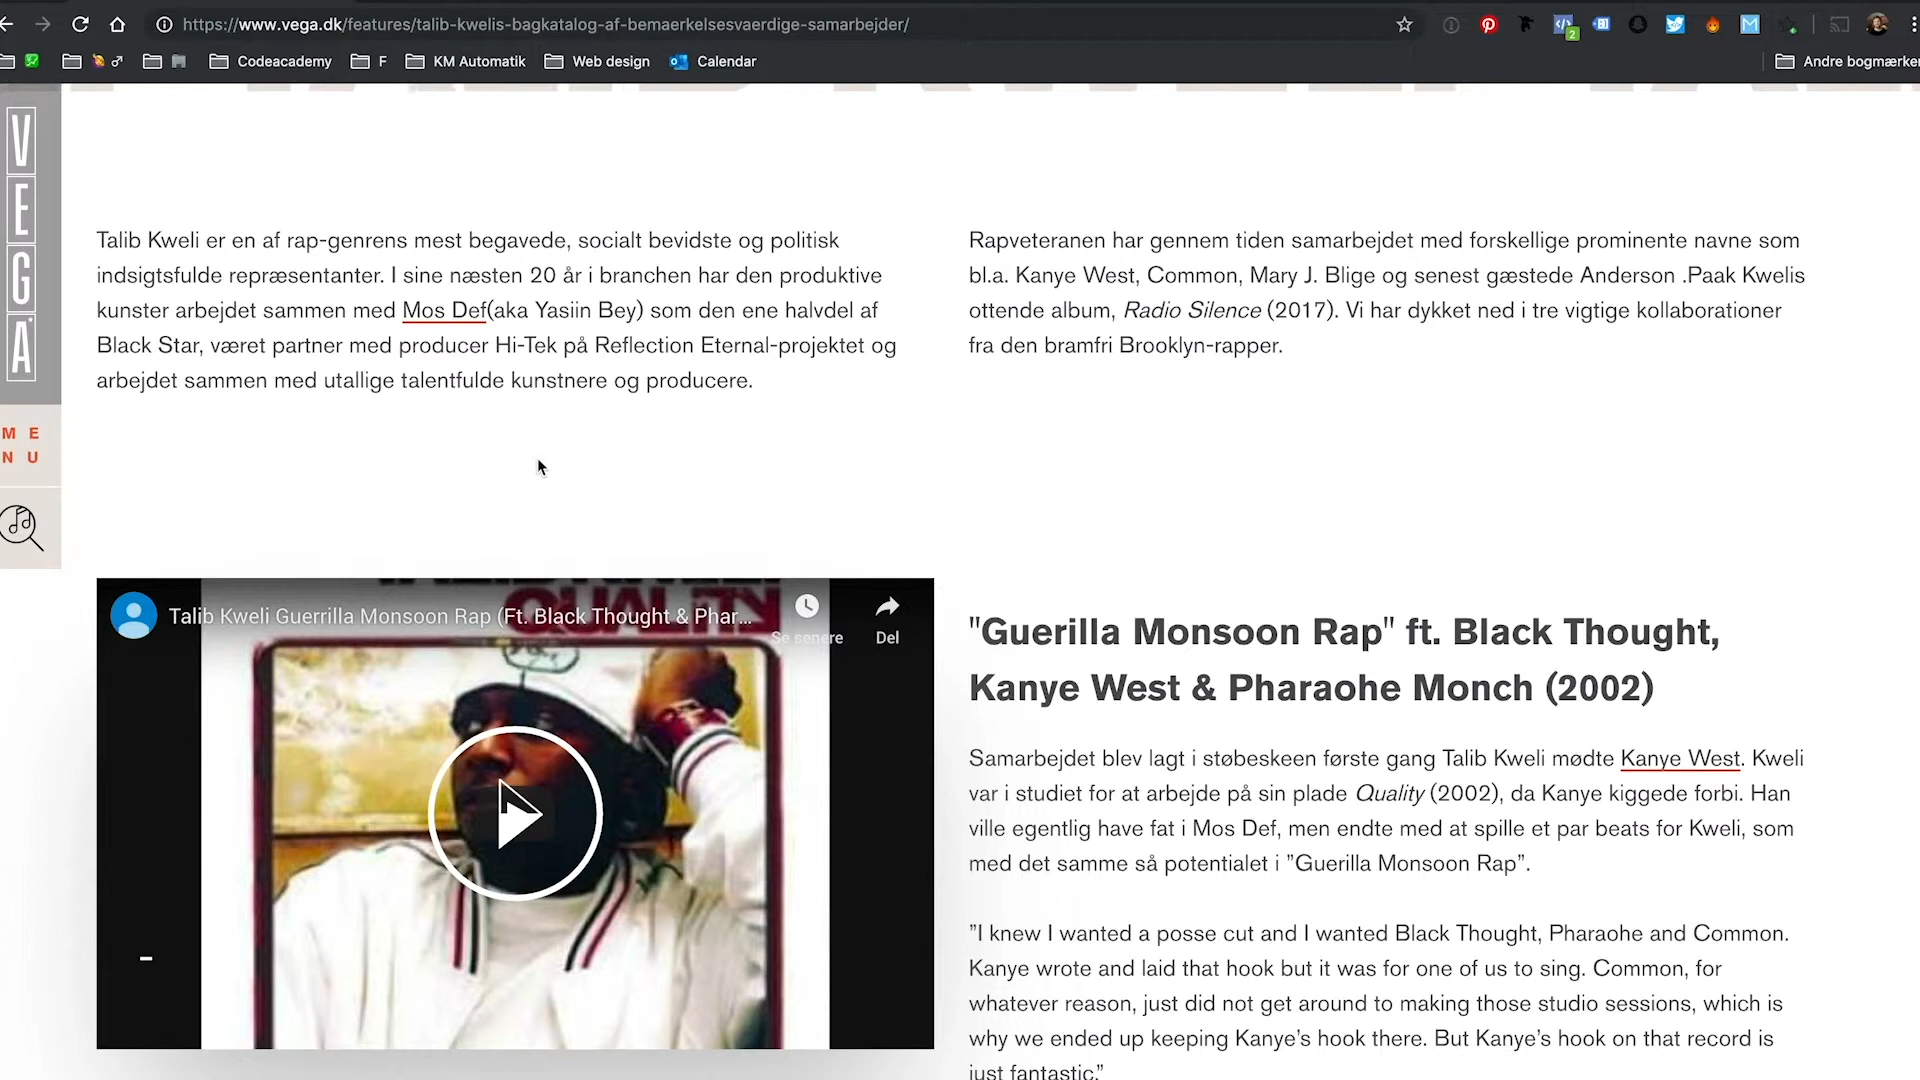 https://www.vega.dk/features/talib-kwelis-bagkatalog-af-bemaerkelsesvaerdige-samarbejder/
2
Codeacademy
F
KM Automatik
Web design
Calendar
Andre bogmærker
VEGA
ME
NU
Talib Kweli er en af rap-genrens mest begavede, socialt bevidste og politisk
indsigtsfulde repræsentanter. I sine næsten 20 år i branchen har den produktive
kunster arbejdet sammen med Mos Def(aka Yasiin Bey) som den ene halvdel af
Black Star, været partner med producer Hi-Tek på Reflection Eternal-projektet og
arbejdet sammen med utallige talentfulde kunstnere og producere.
Rapveteranen har gennem tiden samarbejdet med forskellige prominente navne som
bl.a. Kanye West, Common, Mary J. Blige og senest gæstede Anderson .Paak Kwelis
ottende album, Radio Silence (2017). Vi har dykket ned i tre vigtige kollaborationer
fra den bramfri Brooklyn-rapper.
Talib Kweli Guerrilla Monsoon Rap (Ft. Black Thought & Phar...
Se senere
Del
QUALITY
"Guerilla Monsoon Rap" ft. Black Thought,
Kanye West & Pharaohe Monch (2002)
Samarbejdet blev lagt i støbeskeen første gang Talib Kweli mødte Kanye West. Kweli
var i studiet for at arbejde på sin plade Quality (2002), da Kanye kiggede forbi. Han
ville egentlig have fat i Mos Def, men endte med at spille et par beats for Kweli, som
med det samme så potentialet i ”Guerilla Monsoon Rap”.
”I knew I wanted a posse cut and I wanted Black Thought, Pharaohe and Common.
Kanye wrote and laid that hook but it was for one of us to sing. Common, for
whatever reason, just did not get around to making those studio sessions, which is
why we ended up keeping Kanye’s hook there. But Kanye’s hook on that record is
just fantastic.”